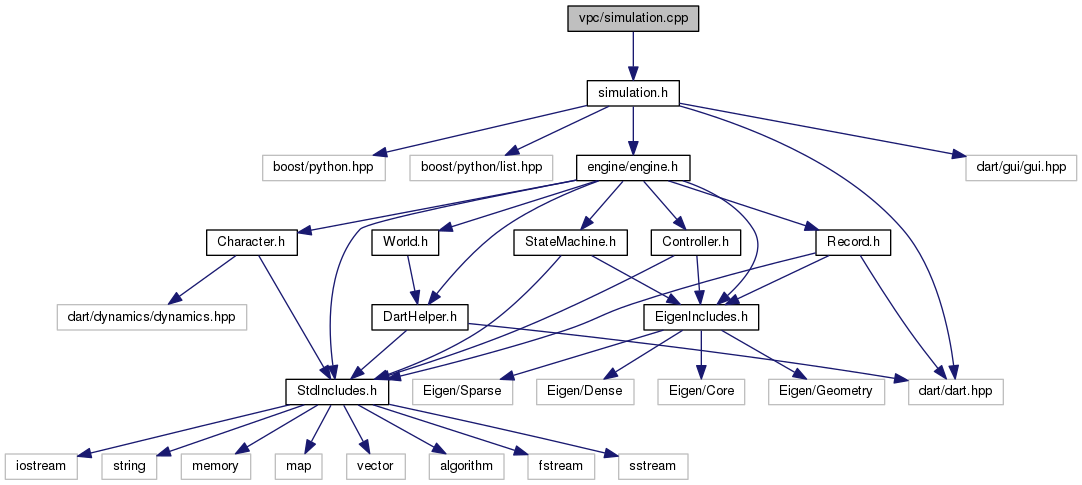 vpc/simulation.cpp
simulation.h
boost/python.hpp
boost/python/list.hpp
engine/engine.h
dart/gui/gui.hpp
Character.h
World.h
StateMachine.h
Controller.h
Record.h
dart/dynamics/dynamics.hpp
DartHelper.h
EigenIncludes.h
StdIncludes.h
Eigen/Sparse
Eigen/Dense
Eigen/Core
Eigen/Geometry
dart/dart.hpp
iostream
string
memory
map
vector
algorithm
fstream
sstream